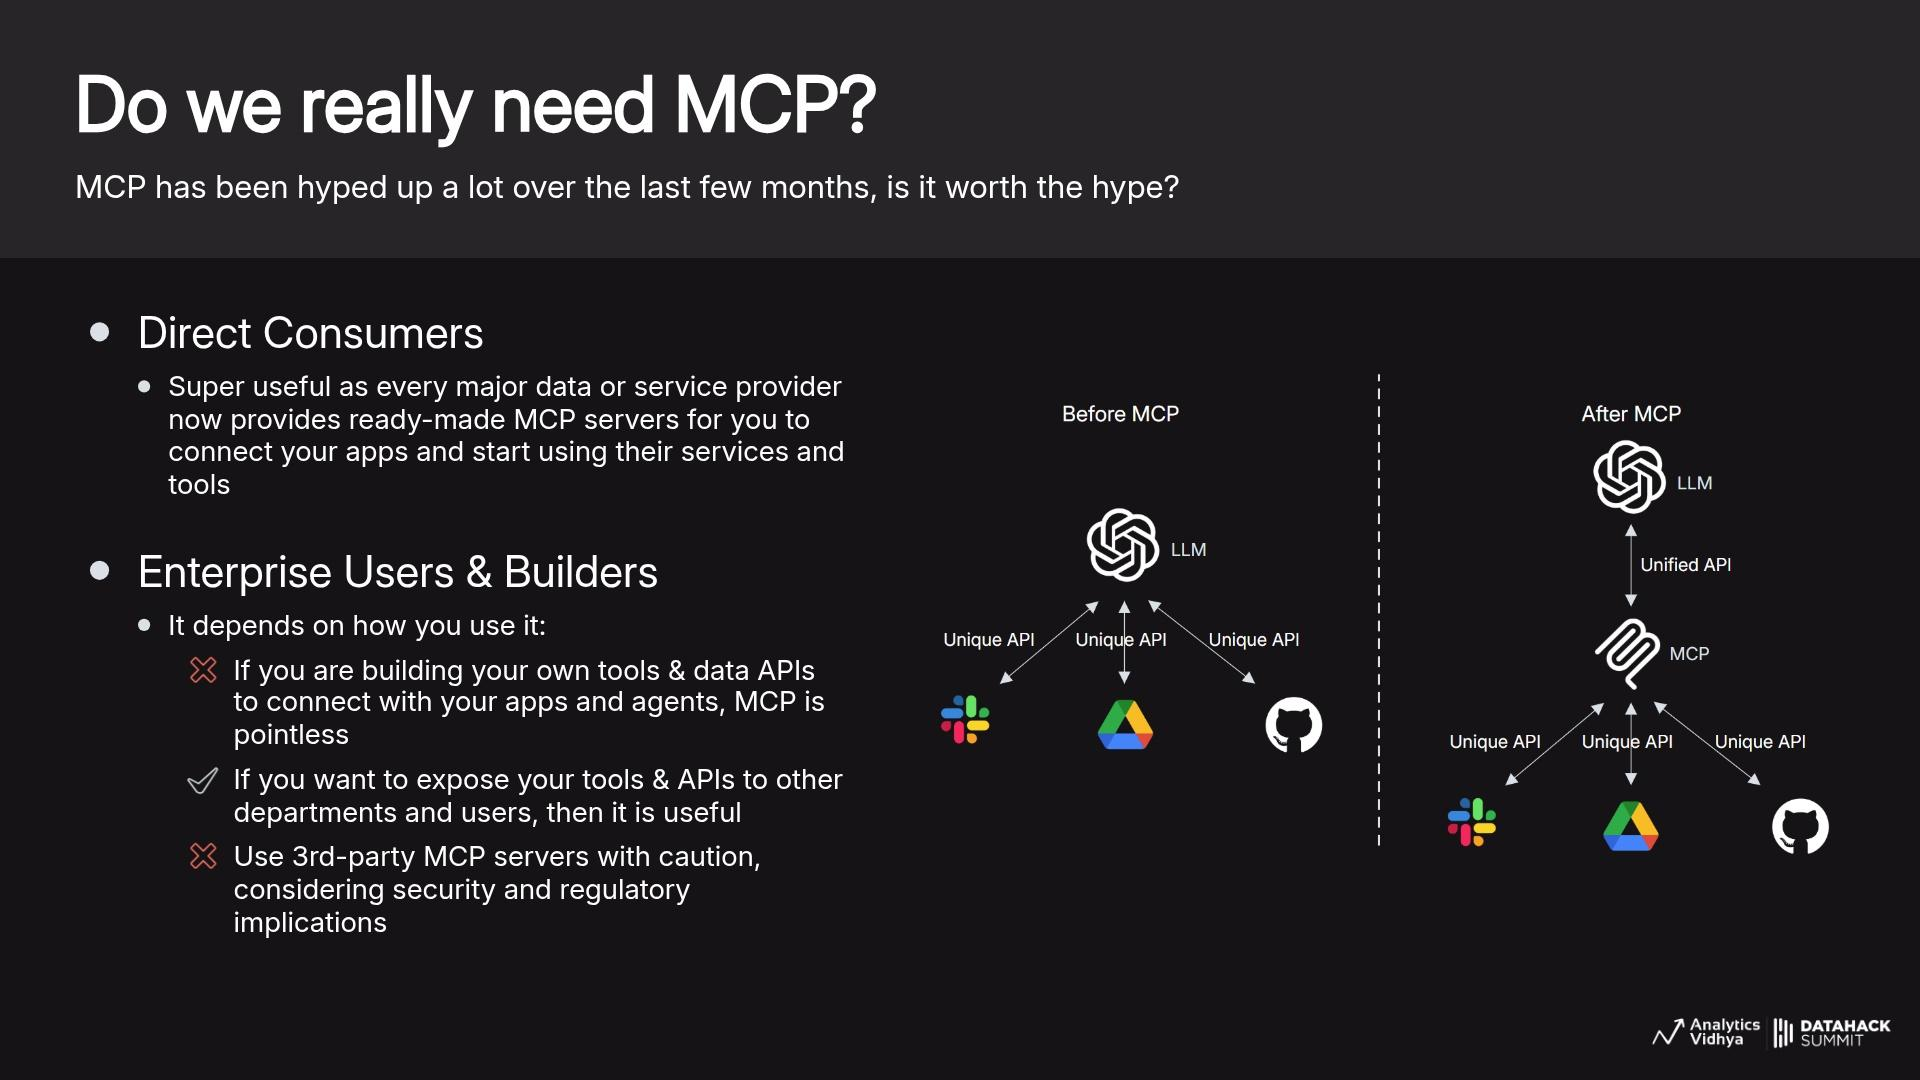 Do we really need MCP?
MCP has been hyped up a lot over the last few months, is it worth the hype?
Direct Consumers
Super useful as every major data or service provider
now provides ready-made MCP servers for you to
connect your apps and start using their services and
tools
Enterprise Users & Builders
It depends on how you use it:
If you are building your own tools & data APIs
to connect with your apps and agents, MCP is
pointless
If you want to expose your tools & APIs to other
departments and users, then it is useful
Use 3rd-party MCP servers with caution,
considering security and regulatory
implications
Before MCP
LLM
Unique API
Unique API
Unique API
After MCP
LLM
Unified API
MCP
Unique API
Unique API
Unique API
Analytics
Vidhya
DATAHACK
SUMMIT